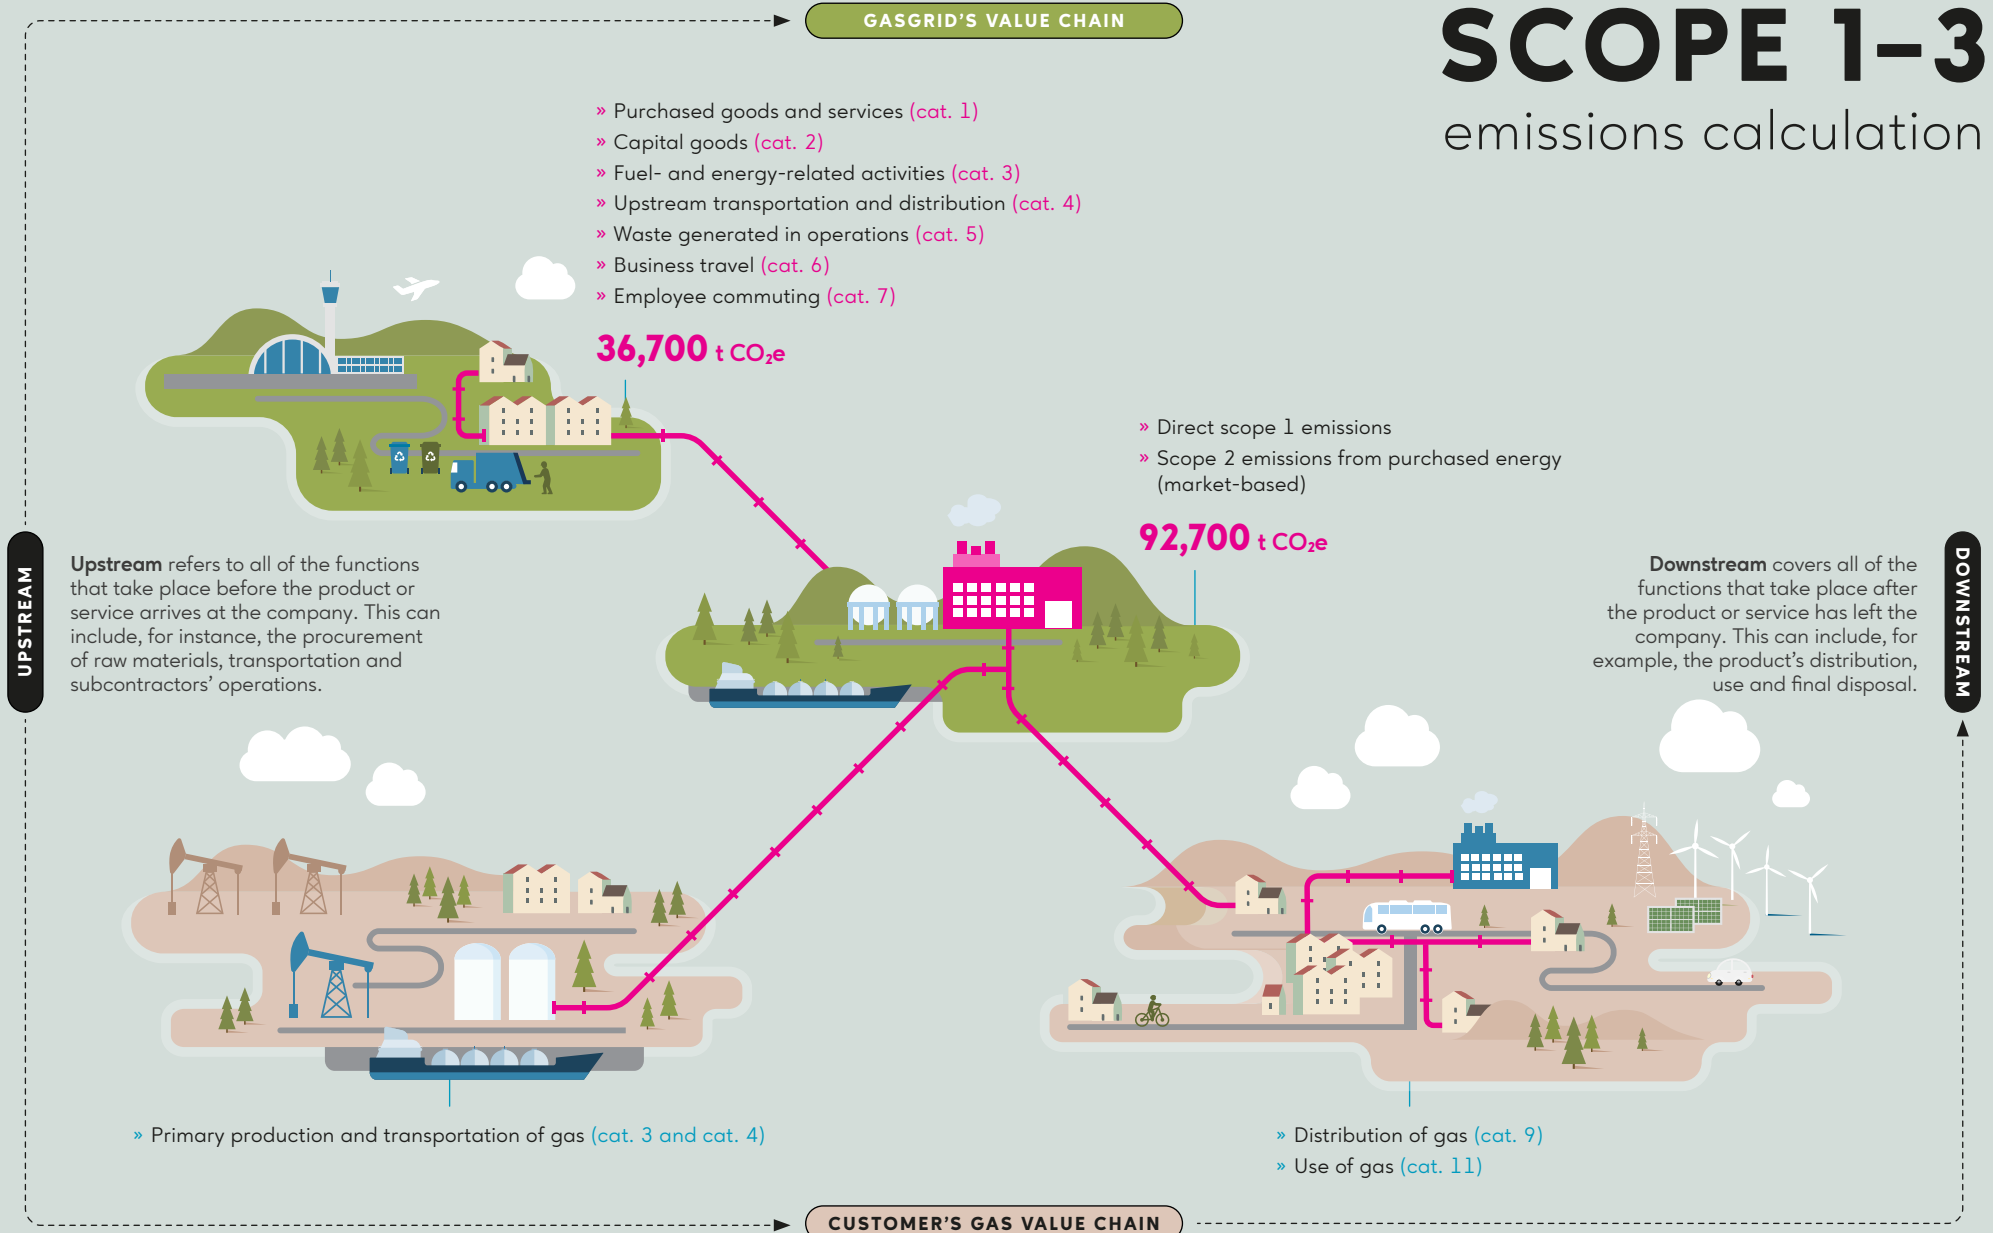 GASGRID'S VALUE CHAIN
SCOPE 1–3
emissions calculation
» Purchased goods and services (cat. 1)
» Capital goods (cat. 2)
» Fuel- and energy-related activities (cat. 3)
» Upstream transportation and distribution (cat. 4)
» Waste generated in operations (cat. 5)
» Business travel (cat. 6)
» Employee commuting (cat. 7)
36,700 t CO₂e
» Direct scope 1 emissions
» Scope 2 emissions from purchased energy
(market-based)
92,700 t CO₂e
UPSTREAM
Upstream refers to all of the functions
that take place before the product or
service arrives at the company. This can
include, for instance, the procurement
of raw materials, transportation and
subcontractors' operations.
Downstream covers all of the
functions that take place after
the product or service has left the
company. This can include, for
example, the product's distribution,
use and final disposal.
DOWNSTREAM
» Primary production and transportation of gas (cat. 3 and cat. 4)
» Distribution of gas (cat. 9)
» Use of gas (cat. 11)
CUSTOMER'S GAS VALUE CHAIN